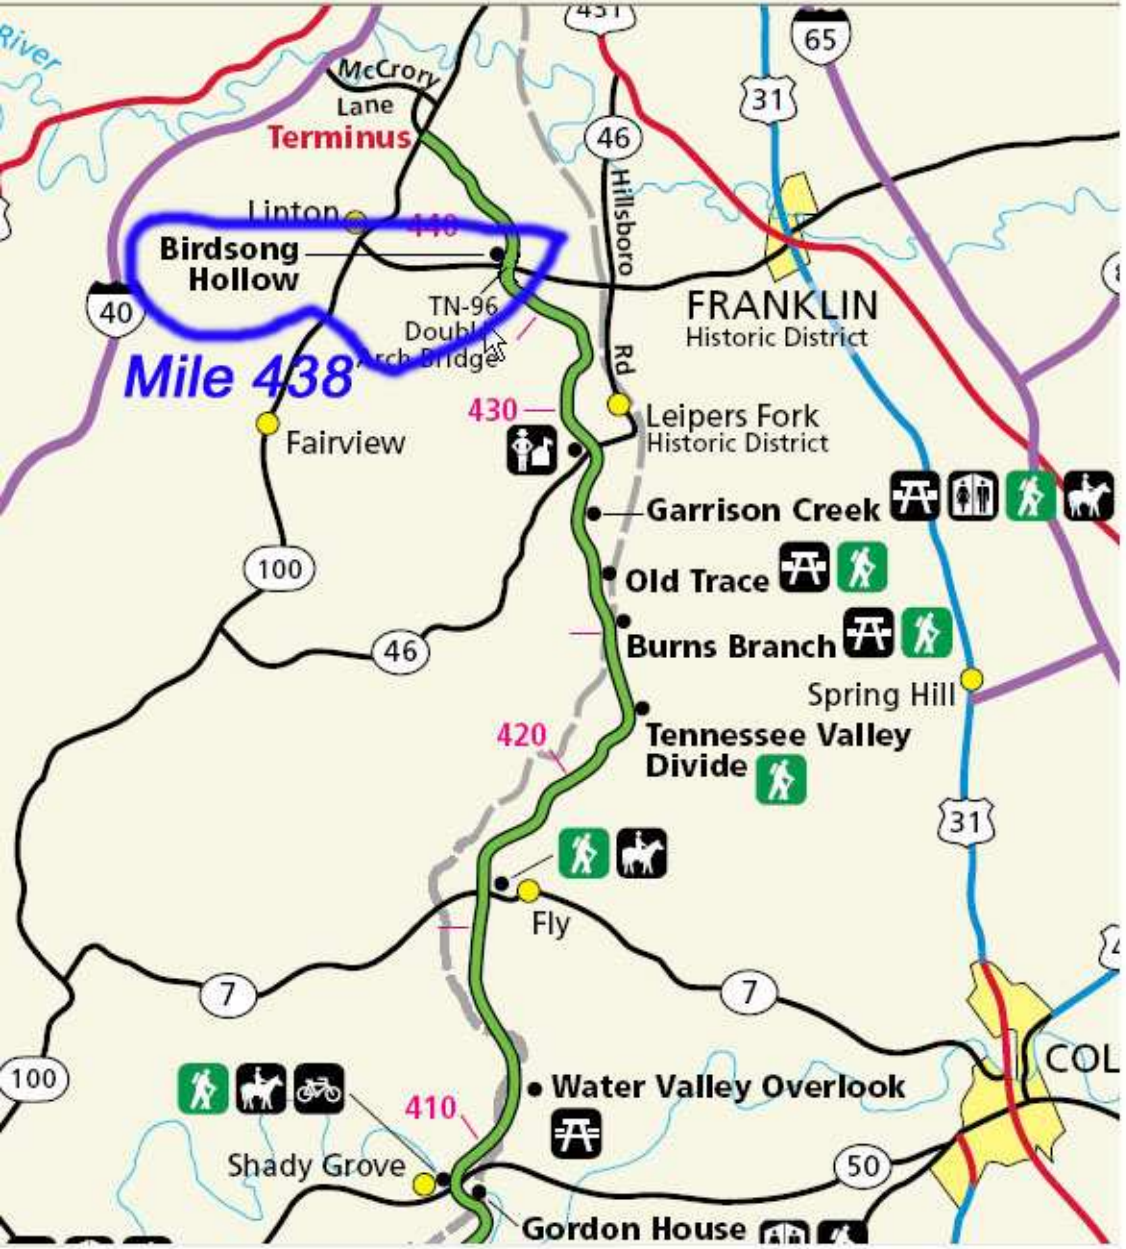 River
McCrory
Lane
Terminus
431
65
31
46
Hillsboro
Linton
440
Birdsong
Hollow
40
TN-96
Double
Arch Bridge
FRANKLIN
Historic District
Mile 438
Rd
430
Leipers Fork
Historic District
Fairview
Garrison Creek
100
Old Trace
46
Burns Branch
Spring Hill
420
Tennessee Valley
Divide
31
Fly
7
7
100
COL
Water Valley Overlook
410
Shady Grove
50
Gordon House